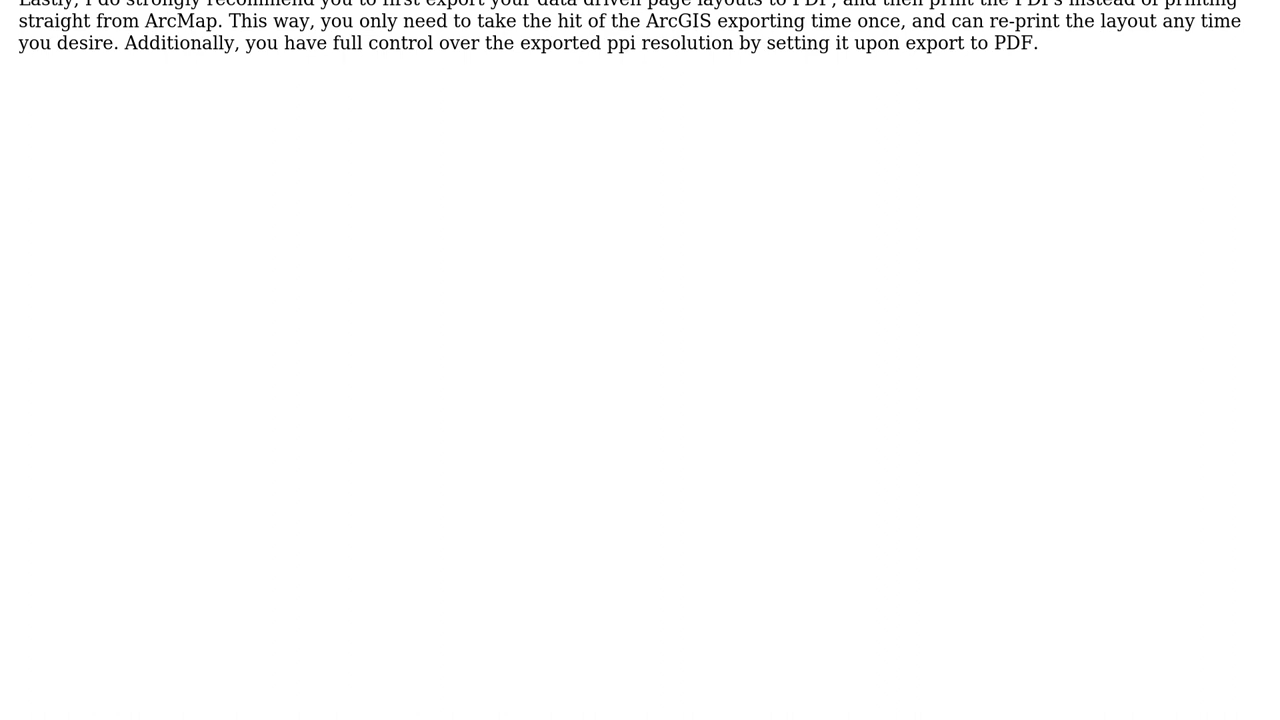 Lastly, I do strongly recommend you to first export your data driven page layouts to PDF, and then print the PDFs instead of printing
straight from ArcMap. This way, you only need to take the hit of the ArcGIS exporting time once, and can re-print the layout any time
you desire. Additionally, you have full control over the exported ppi resolution by setting it upon export to PDF.